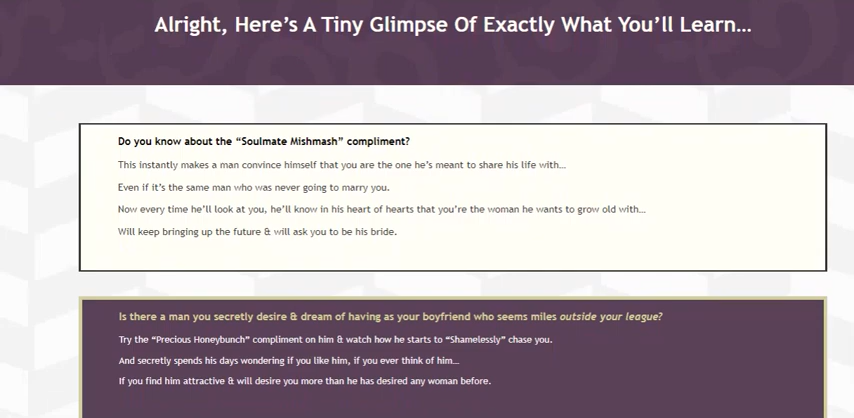 Alright, Here’s A Tiny Glimpse Of Exactly What You’ll Learn…
Do you know about the “Soulmate Mishmash” compliment?
This instantly makes a man convince himself that you are the one he’s meant to share his life with…
Even if it’s the same man who was never going to marry you.
Now every time he’ll look at you, he’ll know in his heart of hearts that you’re the woman he wants to grow old with…
Will keep bringing up the future & will ask you to be his bride.
Is there a man you secretly desire & dream of having as your boyfriend who seems miles outside your league?
Try the “Precious Honeybunch” compliment on him & watch how he starts to “Shamelessly” chase you.
And secretly spends his days wondering if you like him, if you ever think of him…
If you find him attractive & will desire you more than he has desired any woman before.